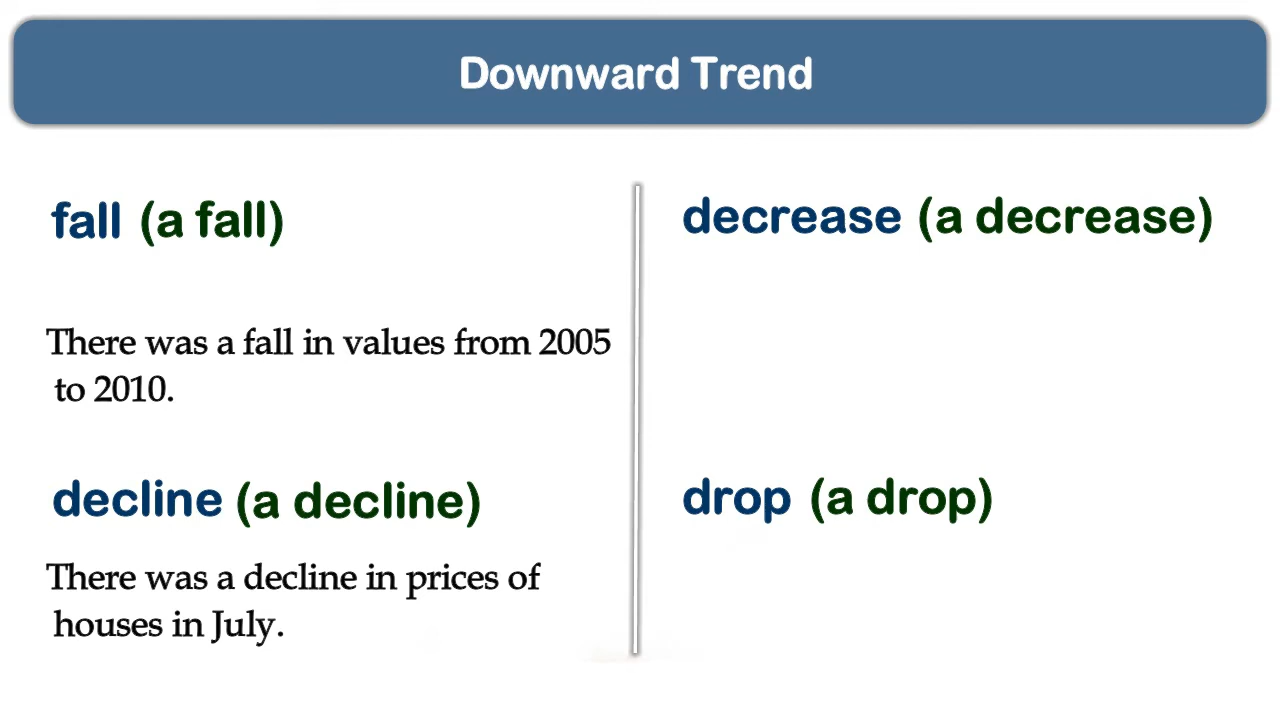 Downward Trend
fall (a fall)
There was a fall in values from 2005
to 2010.
decline (a decline)
There was a decline in prices of
houses in July.
decrease (a decrease)
drop (a drop)